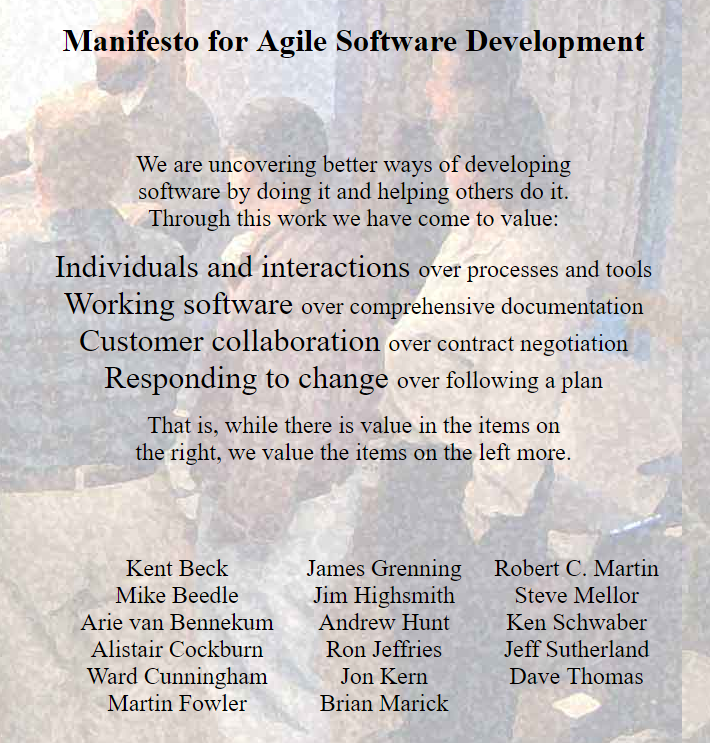 Manifesto for Agile Software Development
We are uncovering better ways of developing
software by doing it and helping others do it.
Through this work we have come to value:
Individuals and interactions over processes and tools
Working software over comprehensive documentation
Customer collaboration over contract negotiation
Responding to change over following a plan
That is, while there is value in the items on
the right, we value the items on the left more.
Kent Beck
Mike Beedle
Arie van Bennekum
Alistair Cockburn
Ward Cunningham
Martin Fowler
James Grenning
Jim Highsmith
Andrew Hunt
Ron Jeffries
Jon Kern
Brian Marick
Robert C. Martin
Steve Mellor
Ken Schwaber
Jeff Sutherland
Dave Thomas